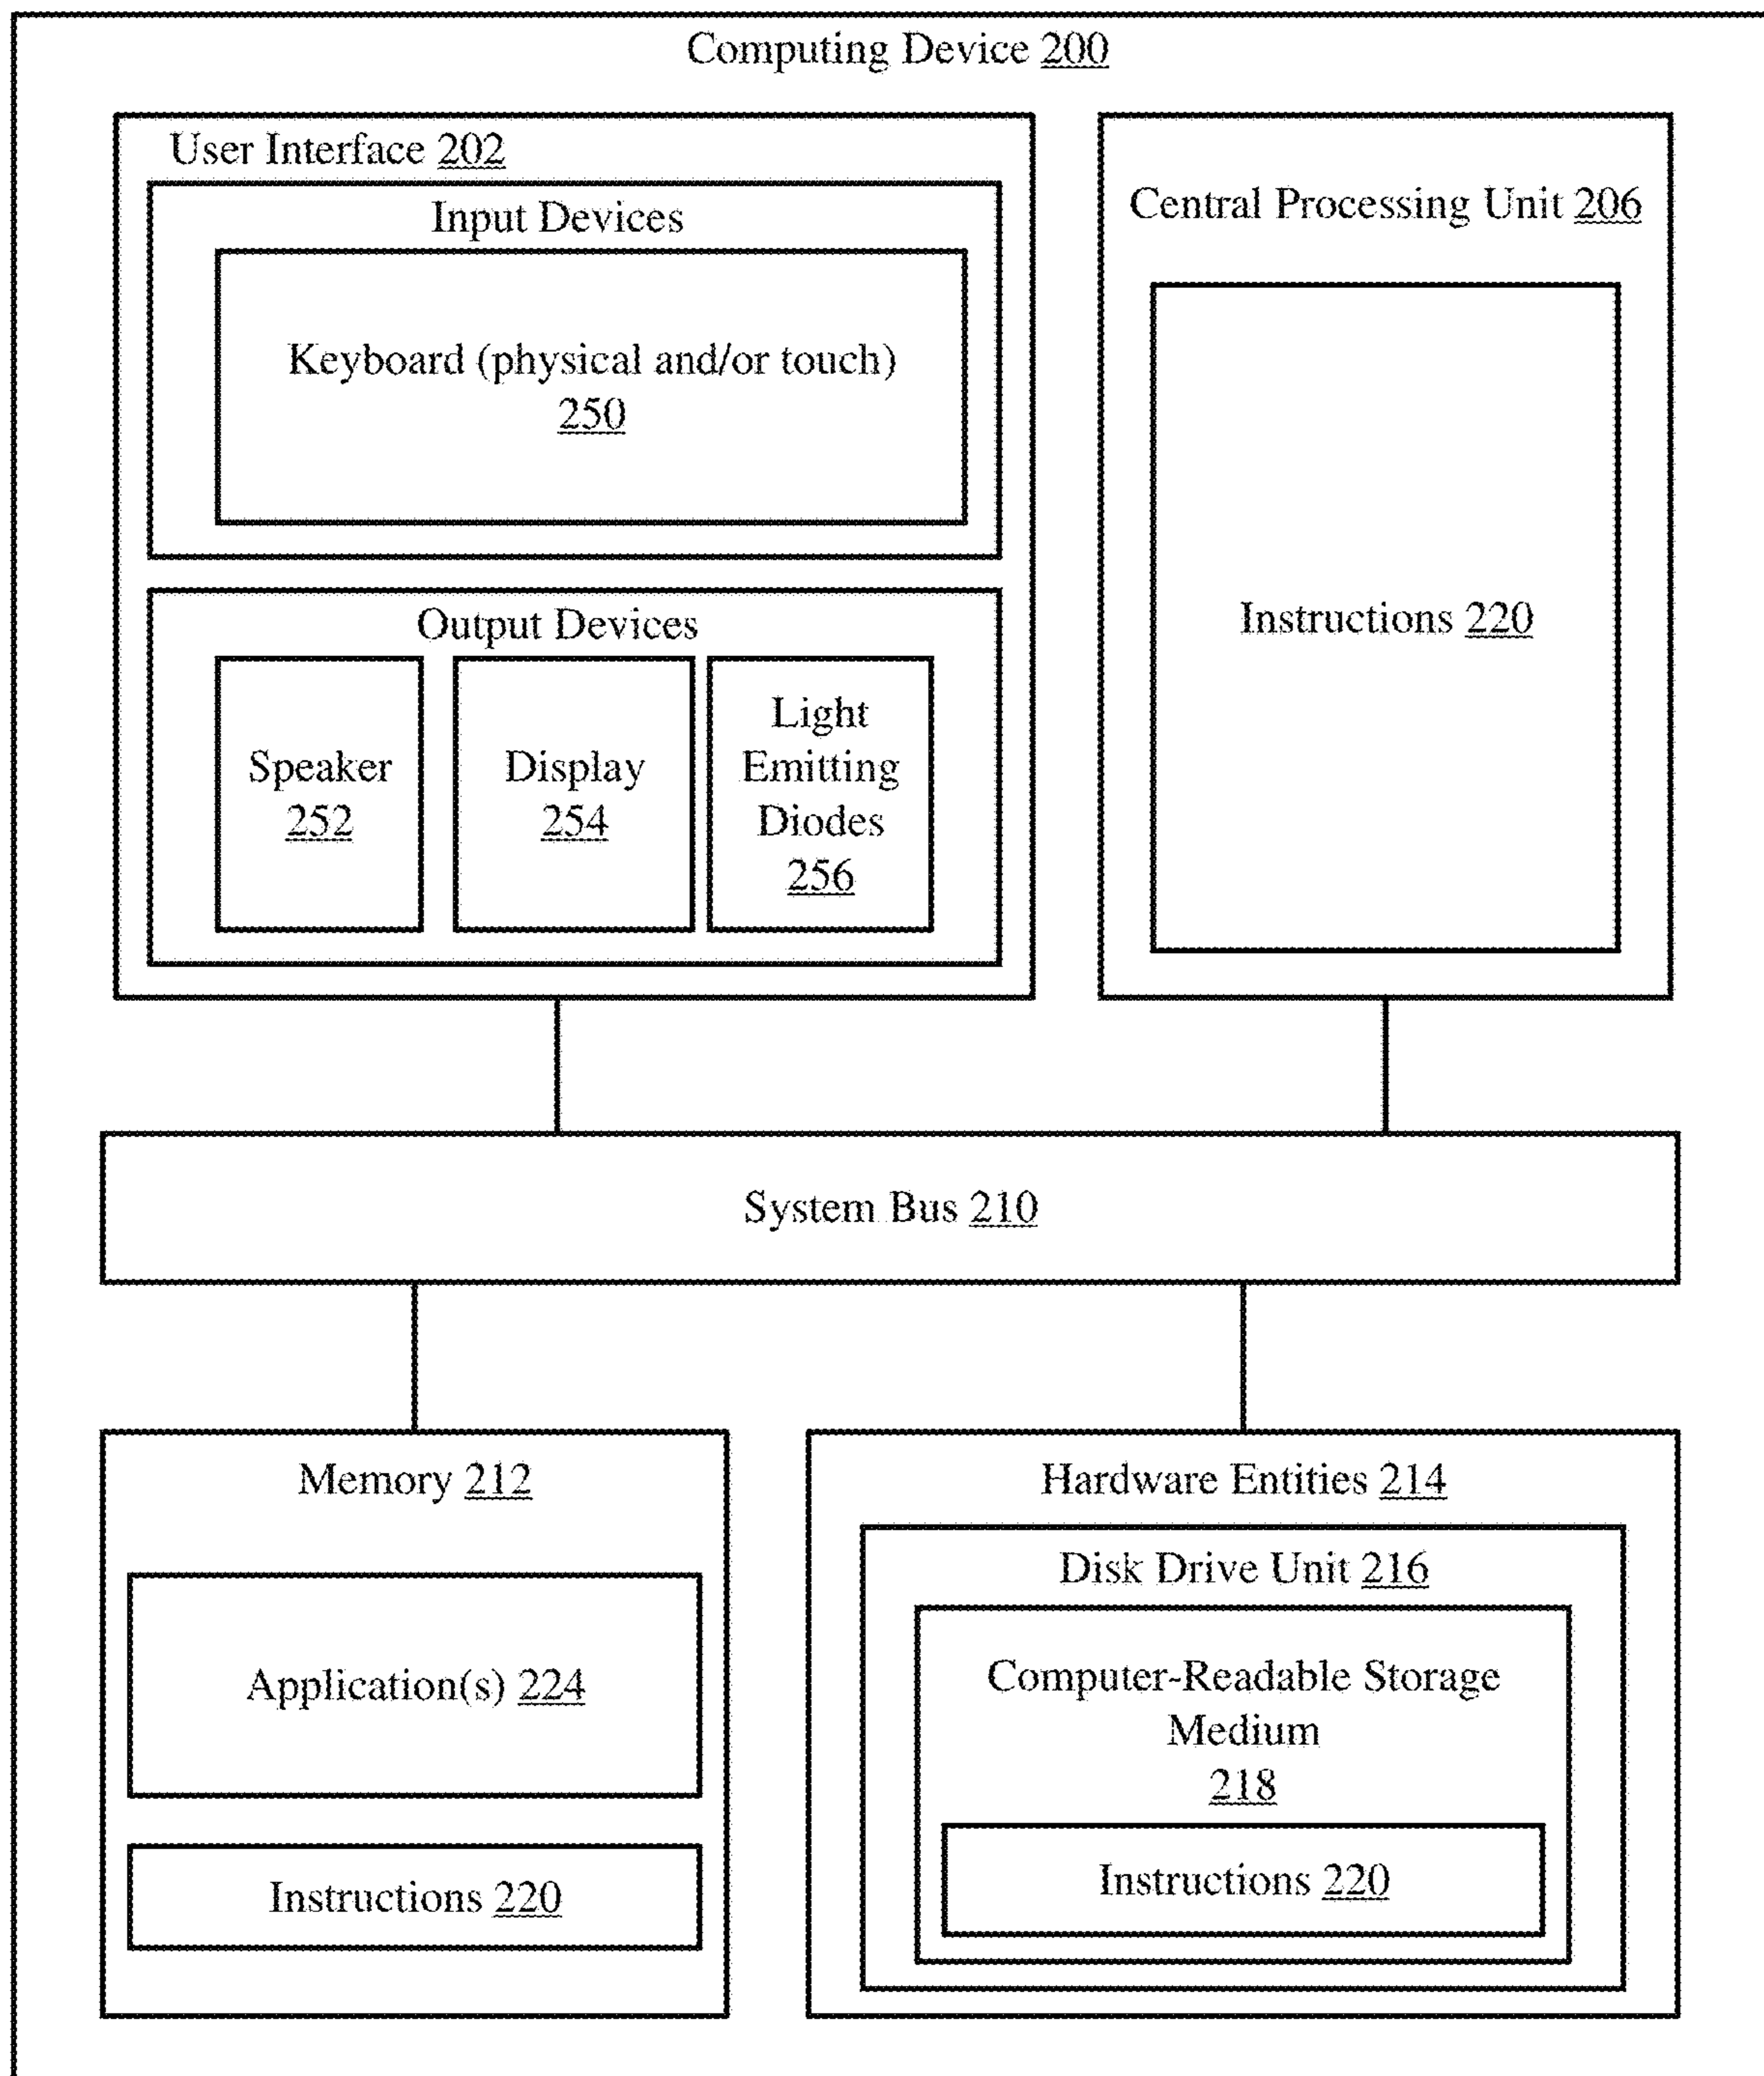 Computing Device 200
User Interface 202
Input Devices
Keyboard (physical and/or touch)
250
Output Devices
Speaker
252
Display
254
Light
Emitting
Diodes
256
Central Processing Unit 206
Instructions 220
System Bus 210
Memory 212
Application(s) 224
Instructions 220
Hardware Entities 214
Disk Drive Unit 216
Computer-Readable Storage
Medium
218
Instructions 220